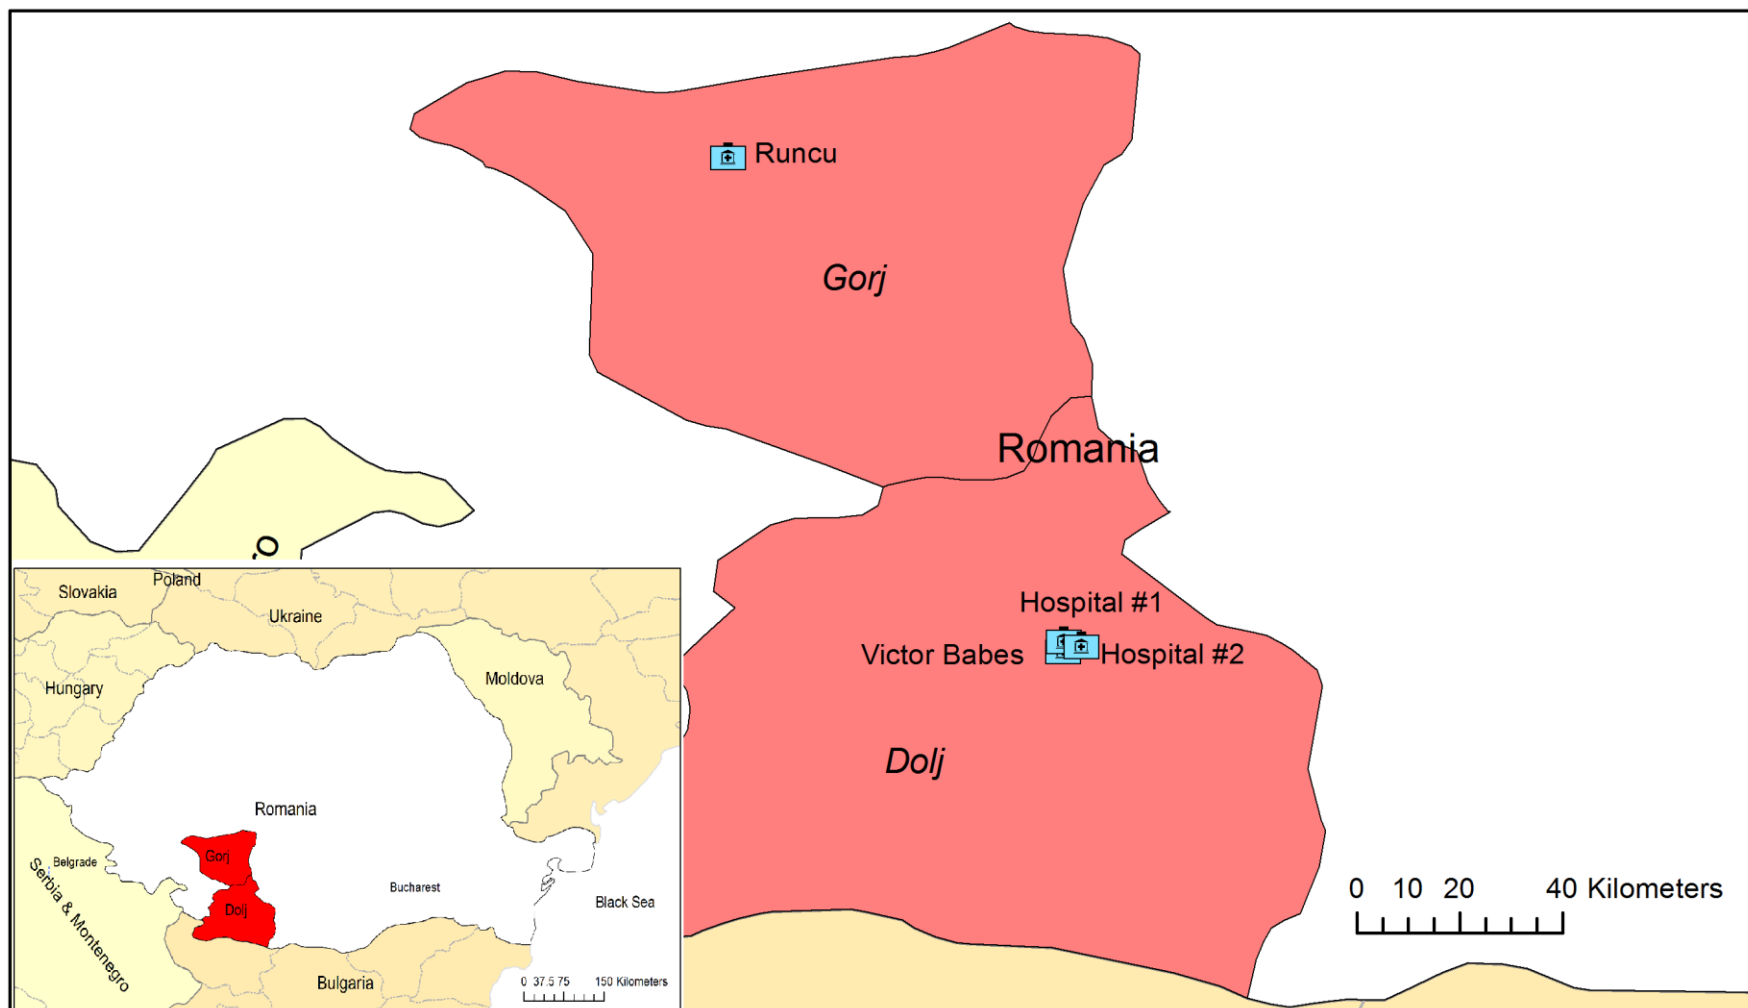 Runcu
Gorj
Romania
ro
Hospital #1
Victor Babes
Hospital #2
Dolj
0 10 20 40 Kilometers
Poland
Slovakia
Ukraine
Hungary
Moldova
Romania
Gorj
Belgrade
Bucharest
Serbia & Montenegro
Black Sea
Dolj
Bulgaria
0 37.5 75 150 Kilometers